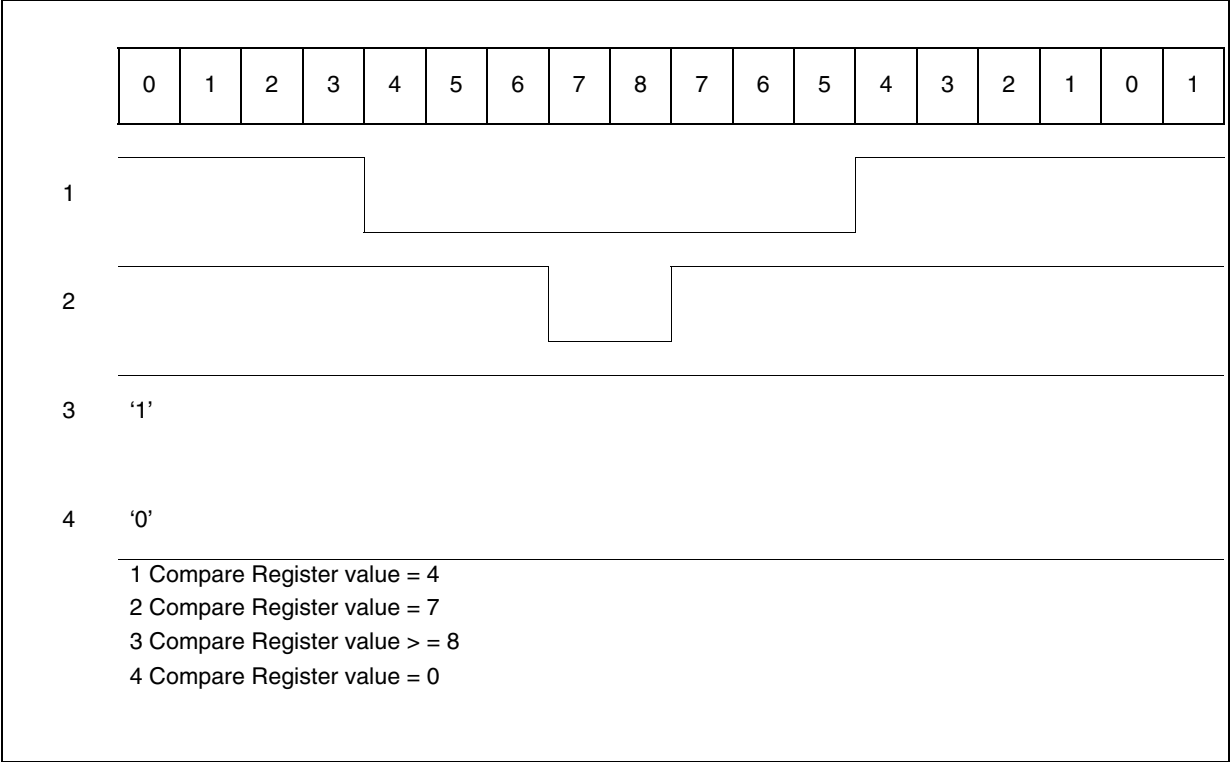 0 1 2 3 4 5 6 7 8 7 6 5 4 3 2 1 0 1
1
2
3 ‘1’
4 ‘0’
1 Compare Register value = 4
2 Compare Register value = 7
3 Compare Register value > = 8
4 Compare Register value = 0